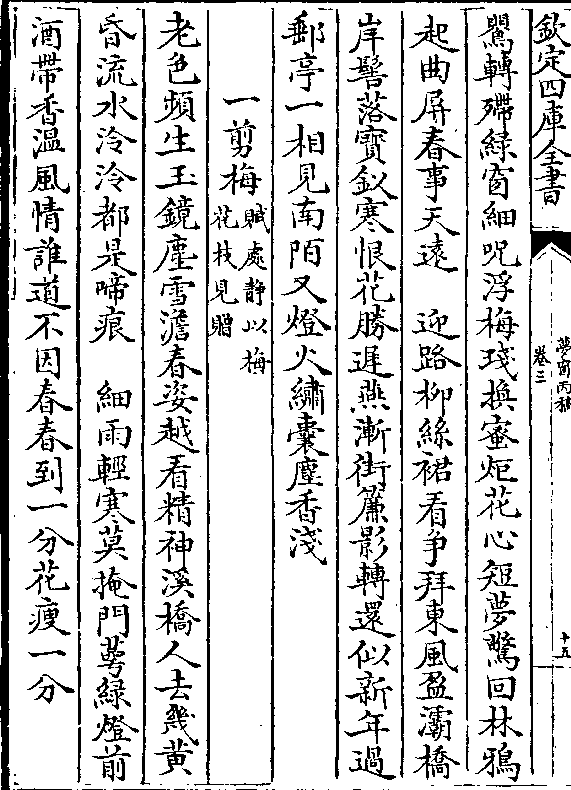 欽定四庫全書
夢窗丙稿
卷三
十五
鶯轉殢綠窗細呪浮梅琖換蜜炬花心短夢驚回林鴉
起曲屏春事天遠　迎路柳絲裙看爭拜東風盈灞橋
岸髻落寶釵寒恨花勝遲燕漸街簾影轉還似新年過
郵亭一相見南陌又燈火繡囊塵香淺
一剪梅賦處靜以梅花枝見贈
老色頻生玉鏡塵雪澹春姿越看精神溪橋人去幾黃
昏流水泠泠都是啼痕　細雨輕寒莫掩門萼綠燈前
酒帶香温風情誰道不因春春到一分花瘦一分